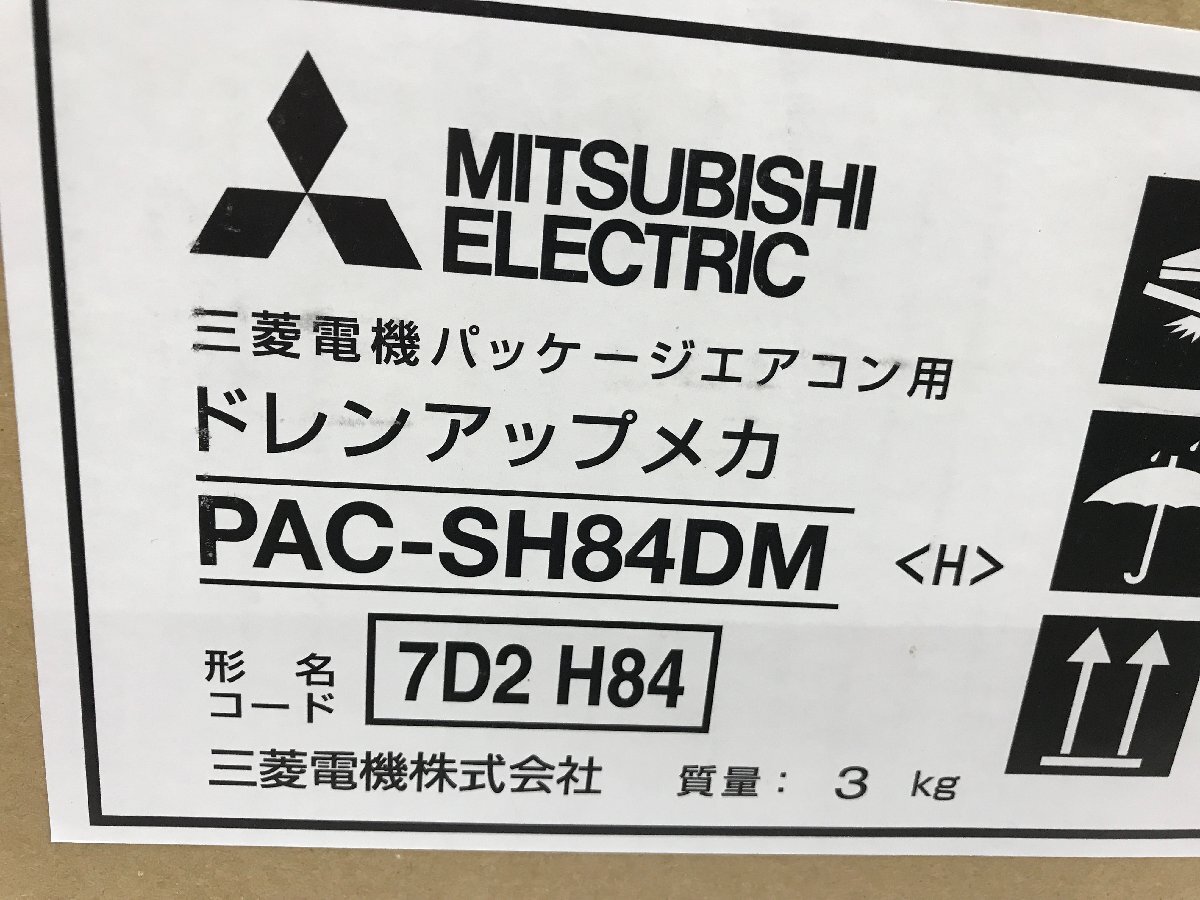 MITSUBISHI
ELECTRIC
三菱電機パッケージエアコン用
ドレンアップメカ
PAC-SH84DM <H>
形名
コード 7D2 H84
三菱電機株式会社 質量: 3 kg